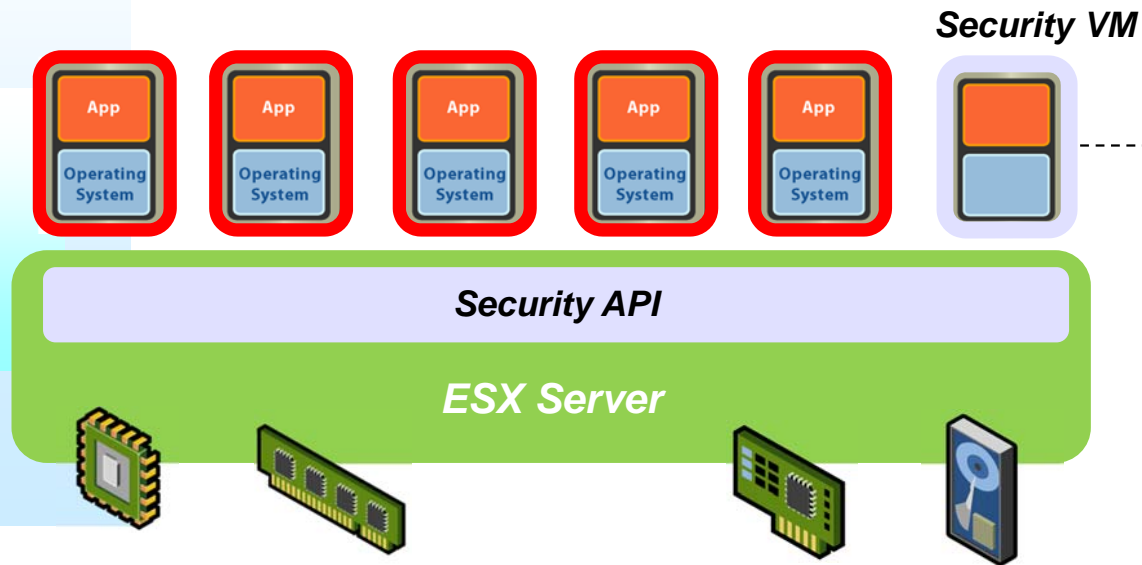 Security VM
App
Operating
System
App
Operating
System
App
Operating
System
App
Operating
System
App
Operating
System
Security API
ESX Server